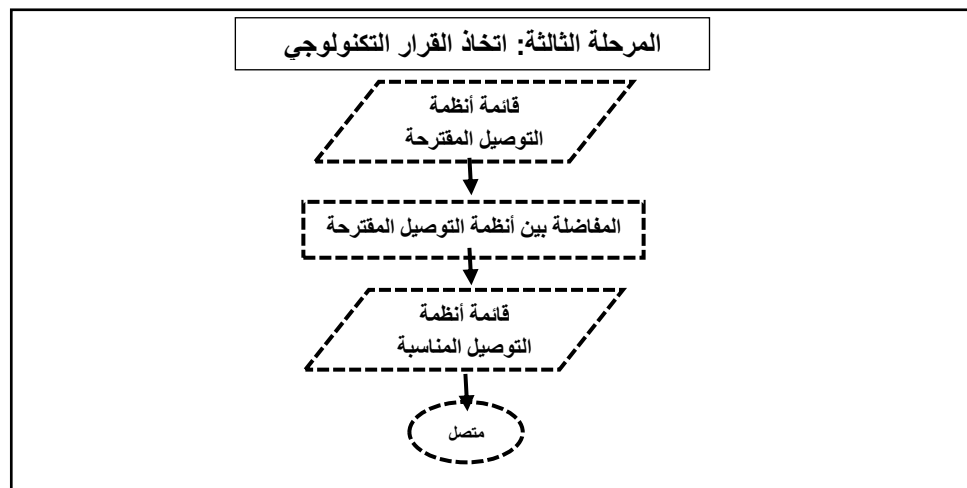 المرحلة الثالثة: اتخاذ القرار التكنولوجي
قائمة أنظمة
التوصيل المقترحة
المفاضلة بين أنظمة التوصيل المقترحة
قائمة أنظمة
التوصيل المناسبة
متصل